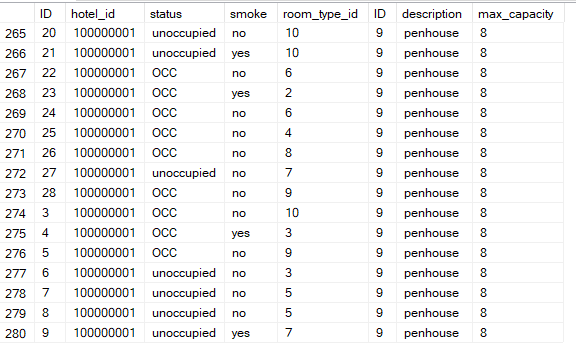 ID hotel_id status smoke room_type_id ID description max_capacity
265 20 100000001 unoccupied no 10 9 penhouse 8
266 21 100000001 unoccupied yes 10 9 penhouse 8
267 22 100000001 OCC no 6 9 penhouse 8
268 23 100000001 OCC yes 2 9 penhouse 8
269 24 100000001 OCC no 6 9 penhouse 8
270 25 100000001 OCC no 4 9 penhouse 8
271 26 100000001 OCC no 8 9 penhouse 8
272 27 100000001 unoccupied no 7 9 penhouse 8
273 28 100000001 OCC no 9 9 penhouse 8
274 3 100000001 OCC no 10 9 penhouse 8
275 4 100000001 OCC yes 3 9 penhouse 8
276 5 100000001 OCC no 9 9 penhouse 8
277 6 100000001 unoccupied no 3 9 penhouse 8
278 7 100000001 unoccupied no 5 9 penhouse 8
279 8 100000001 unoccupied no 5 9 penhouse 8
280 9 100000001 unoccupied yes 7 9 penhouse 8